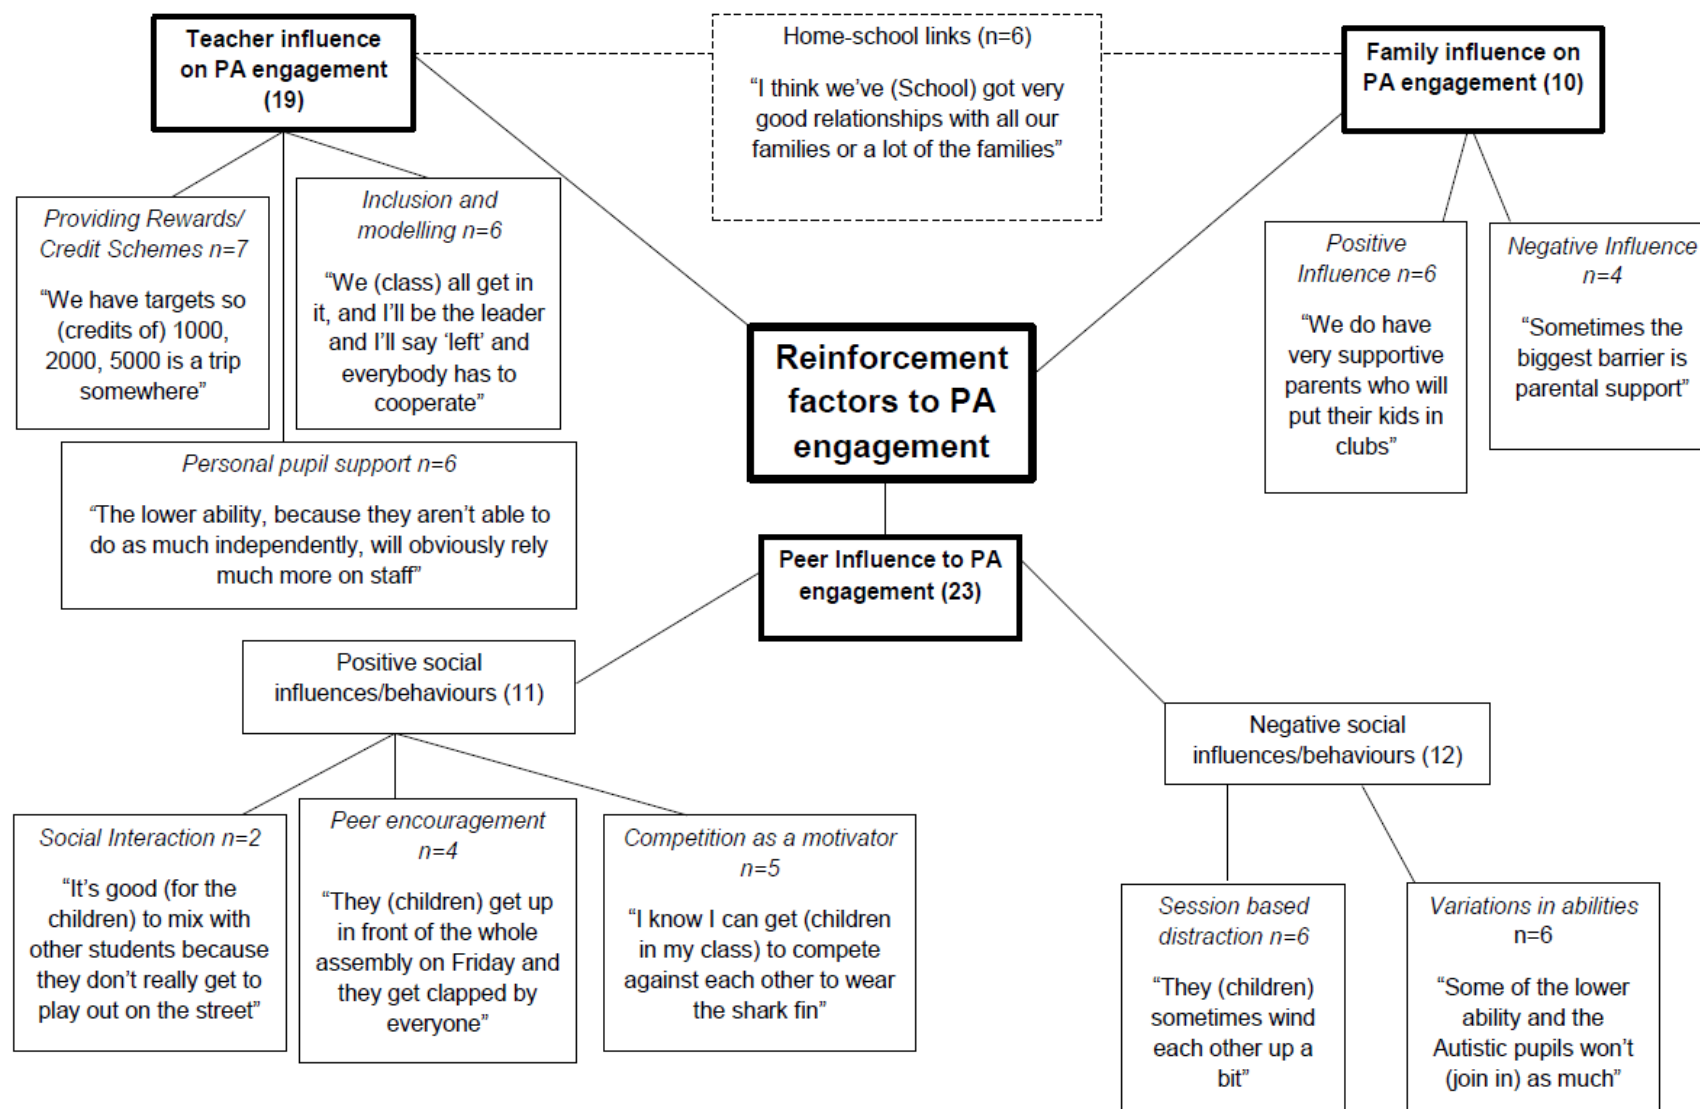 Teacher influence
on PA engagement
(19)
Home-school links (n=6)
“I think we’ve (School) got very
good relationships with all our
families or a lot of the families”
Family influence on
PA engagement (10)
Providing Rewards/
Credit Schemes n=7
“We have targets so
(credits of) 1000,
2000, 5000 is a trip
somewhere”
Inclusion and
modelling n=6
“We (class) all get in
it, and I’ll be the leader
and I’ll say ‘left’ and
everybody has to
cooperate”
Personal pupil support n=6
“The lower ability, because they aren’t able to
do as much independently, will obviously rely
much more on staff”
Reinforcement
factors to PA
engagement
Positive
Influence n=6
“We do have
very supportive
parents who will
put their kids in
clubs”
Negative Influence
n=4
“Sometimes the
biggest barrier is
parental support”
Peer Influence to PA
engagement (23)
Positive social
influences/behaviours (11)
Negative social
influences/behaviours (12)
Social Interaction n=2
“It’s good (for the
children) to mix with
other students because
they don’t really get to
play out on the street”
Peer encouragement
n=4
“They (children) get up
in front of the whole
assembly on Friday and
they get clapped by
everyone”
Competition as a motivator
n=5
“I know I can get (children
in my class) to compete
against each other to wear
the shark fin”
Session based
distraction n=6
“They (children)
sometimes wind
each other up a
bit”
Variations in abilities
n=6
“Some of the lower
ability and the
Autistic pupils won’t
(join in) as much”